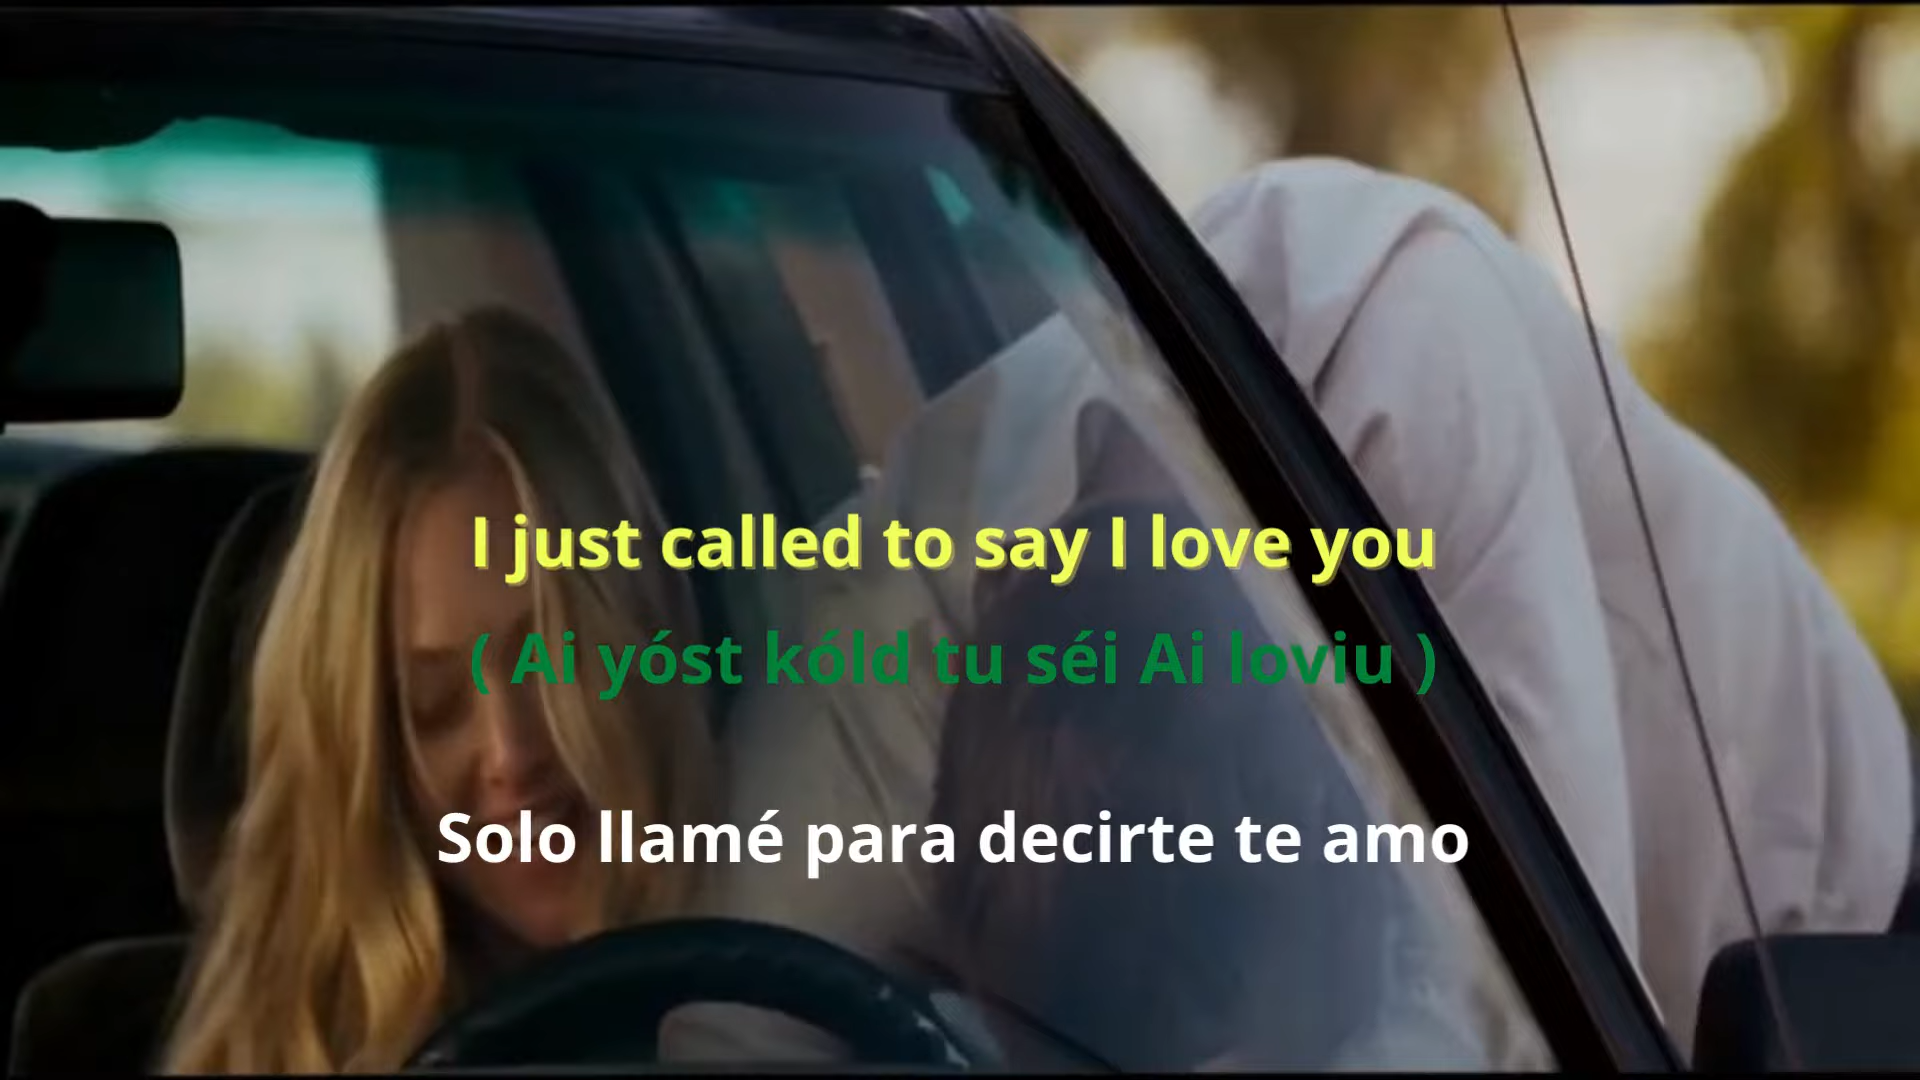 I just called to say I love you
( Ai yóst kóld tu séi Ai loviu )
Solo llamé para decirte te amo